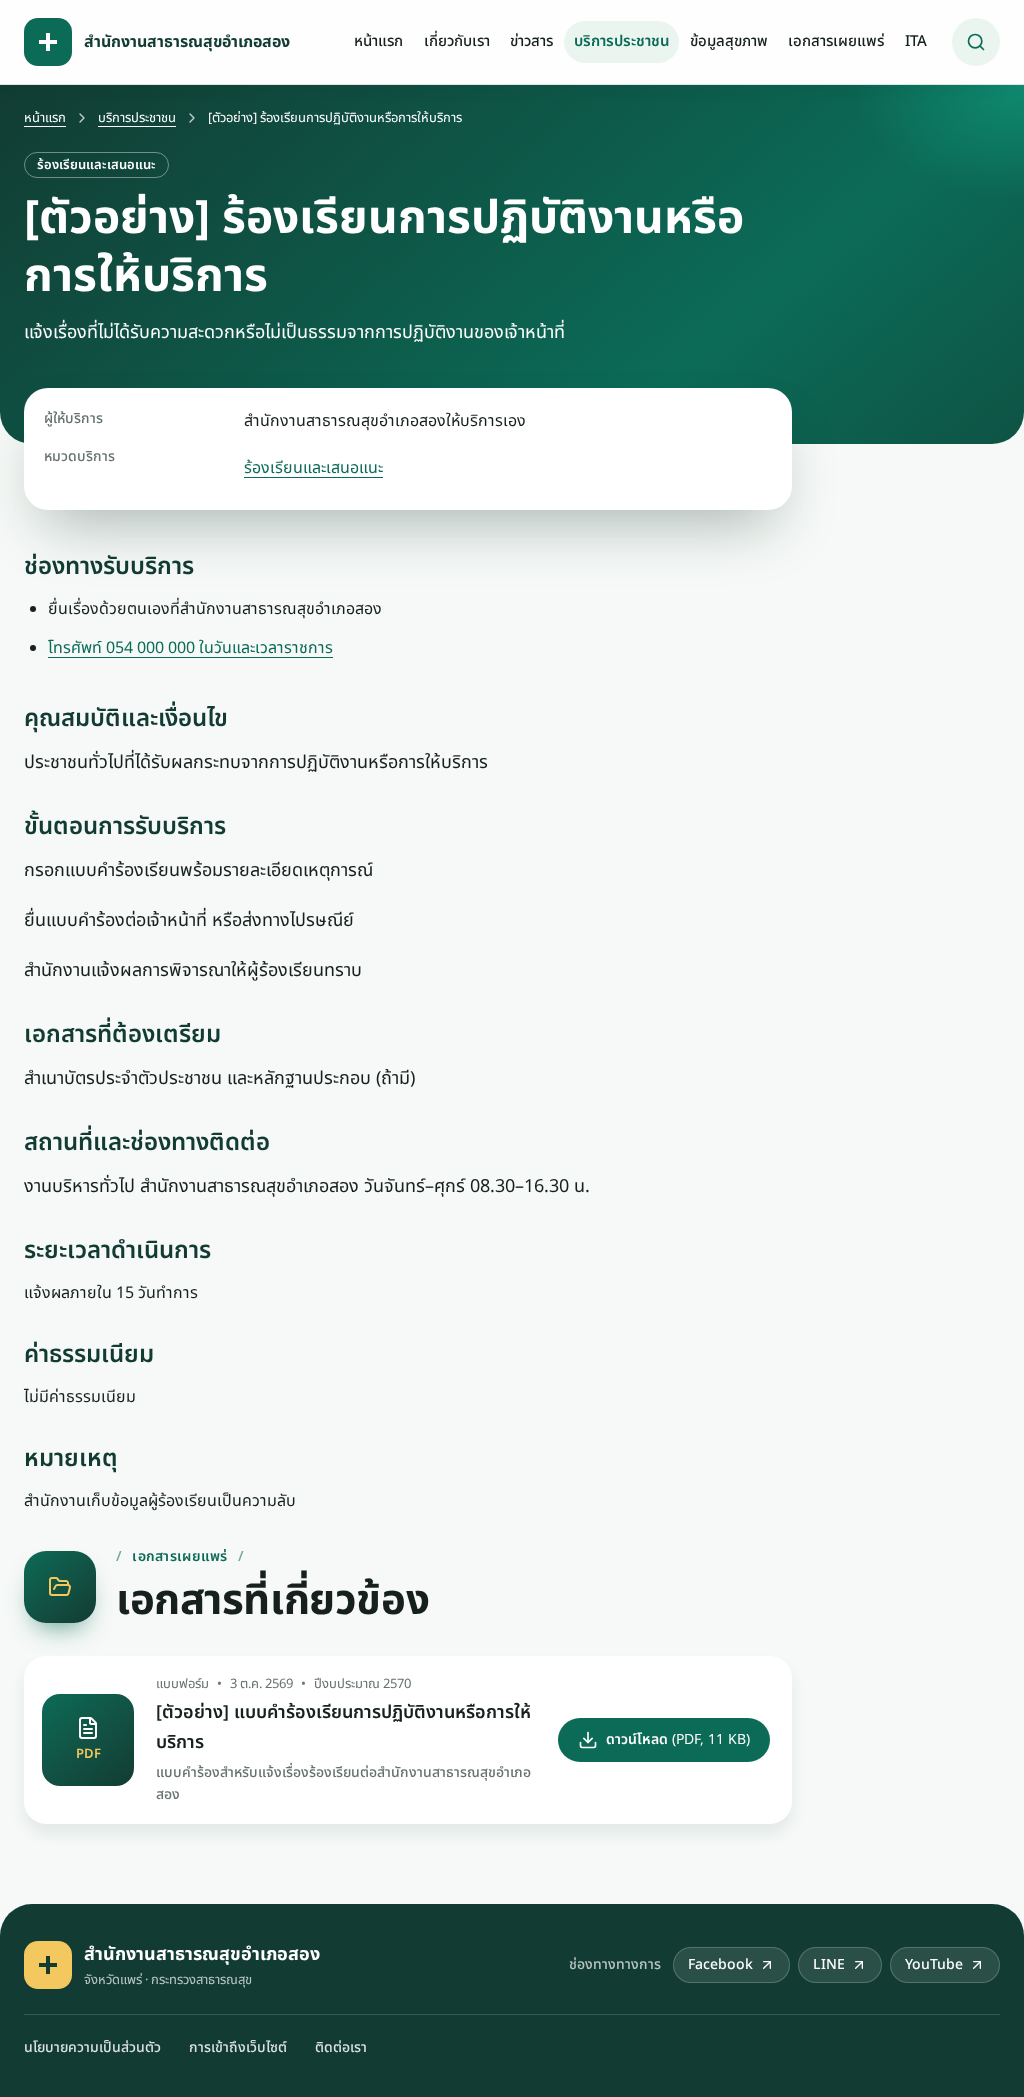 สำนักงานสาธารณสุขอำเภอสอง
หน้าแรก เกี่ยวกับเรา ข่าวสาร บริการประชาชน ข้อมูลสุขภาพ เอกสารเผยแพร่ ITA
หน้าแรก > บริการประชาชน > [ตัวอย่าง] ร้องเรียนการปฏิบัติงานหรือการให้บริการ
ร้องเรียนและเสนอแนะ
[ตัวอย่าง] ร้องเรียนการปฏิบัติงานหรือ
การให้บริการ
แจ้งเรื่องที่ไม่ได้รับความสะดวกหรือไม่เป็นธรรมจากการปฏิบัติงานของเจ้าหน้าที่
ผู้ให้บริการ สำนักงานสาธารณสุขอำเภอสองให้บริการเอง
หมวดบริการ ร้องเรียนและเสนอแนะ
ช่องทางรับบริการ
• ยื่นเรื่องด้วยตนเองที่สำนักงานสาธารณสุขอำเภอสอง
• โทรศัพท์ 054 000 000 ในวันและเวลาราชการ
คุณสมบัติและเงื่อนไข
ประชาชนทั่วไปที่ได้รับผลกระทบจากการปฏิบัติงานหรือการให้บริการ
ขั้นตอนการรับบริการ
กรอกแบบคำร้องเรียนพร้อมรายละเอียดเหตุการณ์
ยื่นแบบคำร้องต่อเจ้าหน้าที่ หรือส่งทางไปรษณีย์
สำนักงานแจ้งผลการพิจารณาให้ผู้ร้องเรียนทราบ
เอกสารที่ต้องเตรียม
สำเนาบัตรประจำตัวประชาชน และหลักฐานประกอบ (ถ้ามี)
สถานที่และช่องทางติดต่อ
งานบริหารทั่วไป สำนักงานสาธารณสุขอำเภอสอง วันจันทร์–ศุกร์ 08.30–16.30 น.
ระยะเวลาดำเนินการ
แจ้งผลภายใน 15 วันทำการ
ค่าธรรมเนียม
ไม่มีค่าธรรมเนียม
หมายเหตุ
สำนักงานเก็บข้อมูลผู้ร้องเรียนเป็นความลับ
/ เอกสารเผยแพร่ /
เอกสารที่เกี่ยวข้อง
แบบฟอร์ม • 3 ต.ค. 2569 • ปีงบประมาณ 2570
[ตัวอย่าง] แบบคำร้องเรียนการปฏิบัติงานหรือการให้
บริการ
PDF
ดาวน์โหลด (PDF, 11 KB)
แบบคำร้องสำหรับแจ้งเรื่องร้องเรียนต่อสำนักงานสาธารณสุขอำเภอ
สอง
สำนักงานสาธารณสุขอำเภอสอง
จังหวัดแพร่ · กระทรวงสาธารณสุข
ช่องทางทางการ Facebook LINE YouTube
นโยบายความเป็นส่วนตัว การเข้าถึงเว็บไซต์ ติดต่อเรา